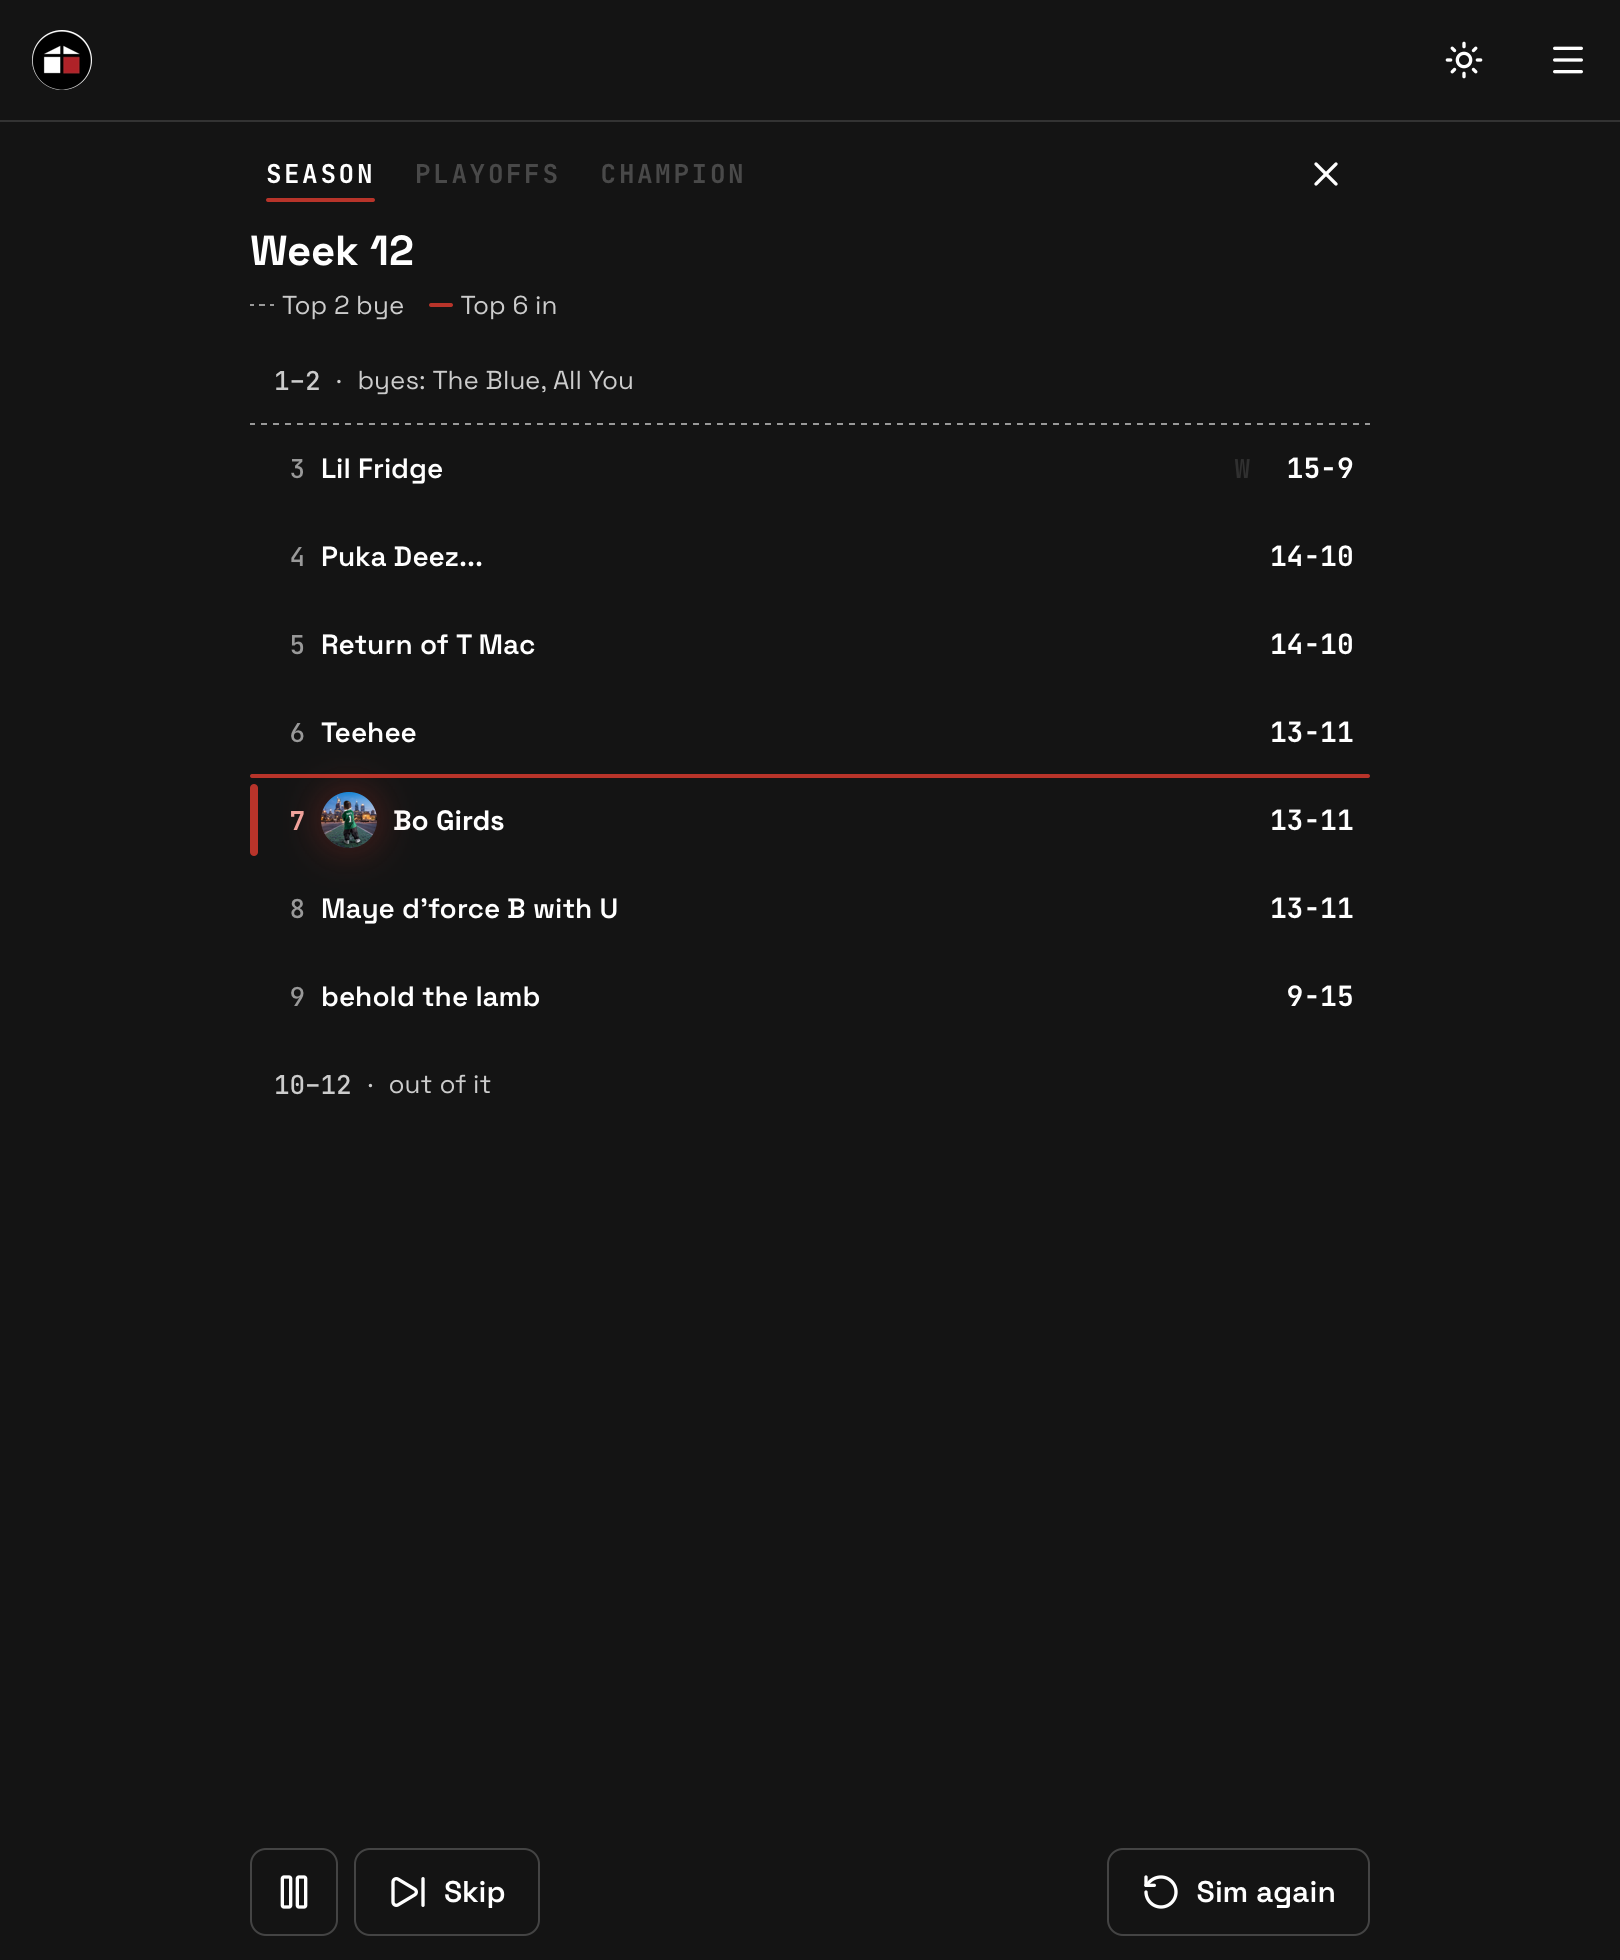 SEASON PLAYOFFS CHAMPION
Week 12
Top 2 bye Top 6 in
1–2 · byes: The Blue, All You
3 Lil Fridge W 15-9
4 Puka Deez... 14-10
5 Return of T Mac 14-10
6 Teehee 13-11
7 Bo Girds 13-11
8 Maye d’force B with U 13-11
9 behold the lamb 9-15
10–12 · out of it
Skip Sim again